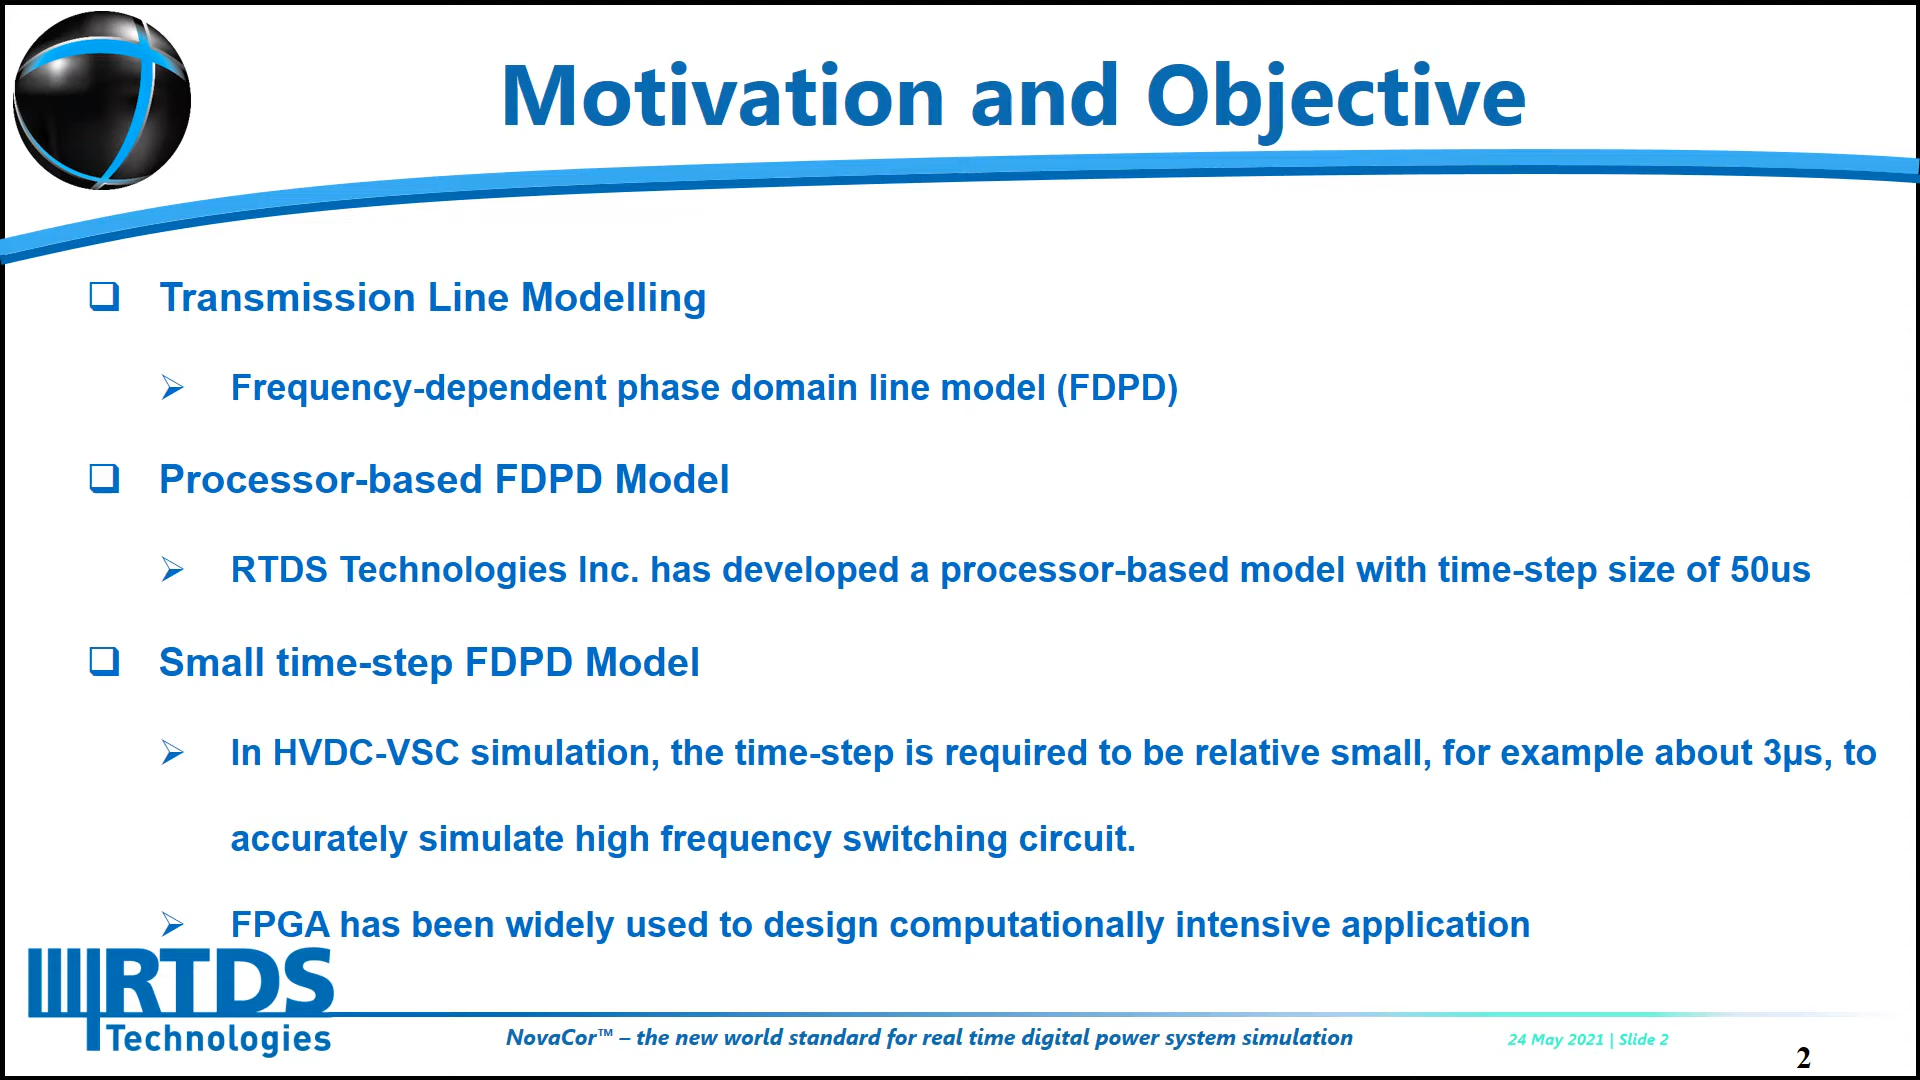 Motivation and Objective
Transmission Line Modelling
Frequency-dependent phase domain line model (FDPD)
Processor-based FDPD Model
RTDS Technologies Inc. has developed a processor-based model with time-step size of 50us
Small time-step FDPD Model
In HVDC-VSC simulation, the time-step is required to be relative small, for example about 3µs, to
accurately simulate high frequency switching circuit.
FPGA has been widely used to design computationally intensive application
RTDS
Technologies
NovaCor™ – the new world standard for real time digital power system simulation
24 May 2021 | Slide 2
2